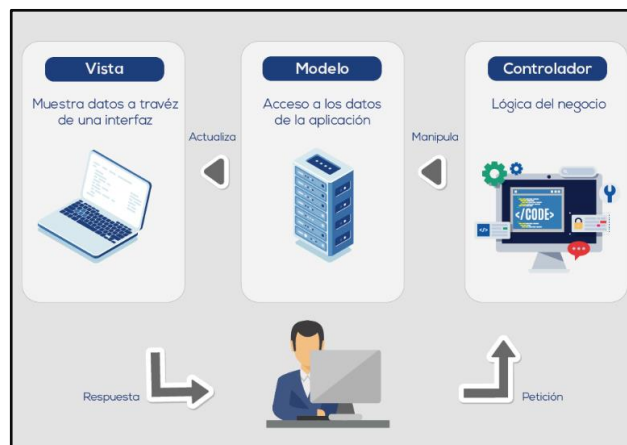 Vista
Muestra datos a travéz
de una interfaz
Actualiza
Modelo
Acceso a los datos
de la aplicación
Manipula
Controlador
Lógica del negocio
</CODE>
</>
Respuesta
Petición